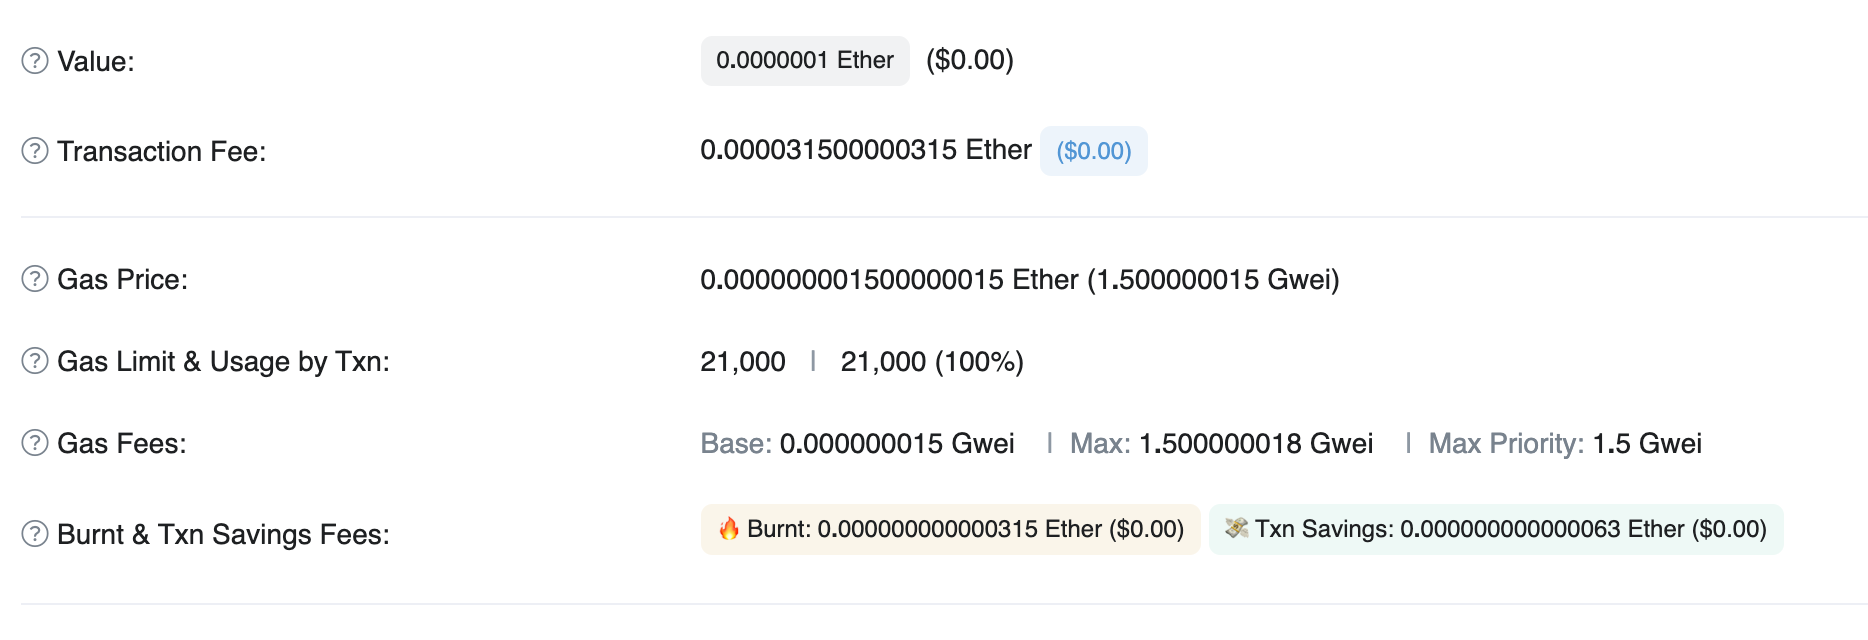 Value: 0.0000001 Ether ($0.00)
Transaction Fee: 0.000031500000315 Ether ($0.00)
Gas Price: 0.000000001500000015 Ether (1.500000015 Gwei)
Gas Limit & Usage by Txn: 21,000 | 21,000 (100%)
Gas Fees: Base: 0.000000015 Gwei | Max: 1.500000018 Gwei | Max Priority: 1.5 Gwei
Burnt & Txn Savings Fees: 🔥 Burnt: 0.000000000000315 Ether ($0.00) 💸 Txn Savings: 0.000000000000063 Ether ($0.00)